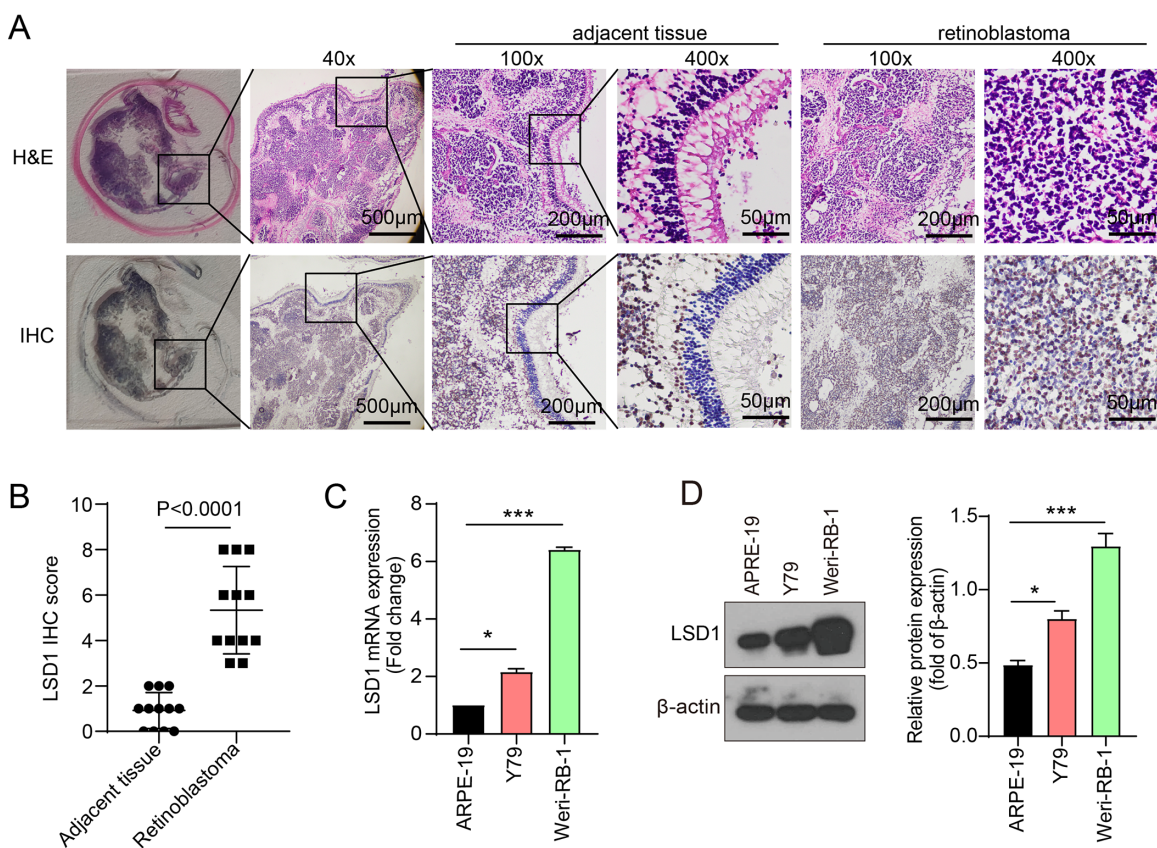 A
adjacent tissue
retinoblastoma
40x
100x
400x
100x
400x
H&E
500μm
200μm
50μm
200μm
50μm
IHC
500μm
200μm
50μm
200μm
50μm
B
LSD1 IHC score
10
8
6
4
2
0
P<0.0001
Adjacent tissue
Retinoblastoma
C
LSD1 mRNA expression
(Fold change)
8
6
4
2
0
***
*
ARPE-19
Y79
Weri-RB-1
D
APRE-19
Y79
Weri-RB-1
LSD1
β-actin
Relative protein expression
(fold of β-actin)
1.5
1.0
0.5
0.0
***
*
ARPE-19
Y79
Weri-RB-1